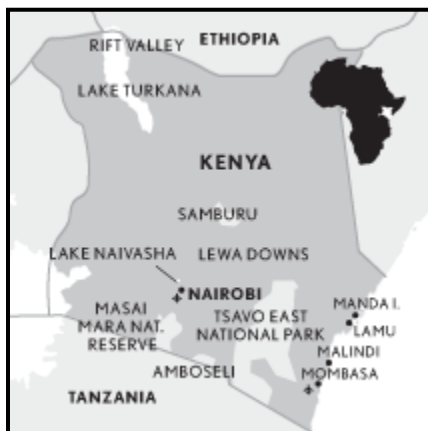 RIFT VALLEY
ETHIOPIA
LAKE TURKANA
KENYA
SAMBURU
LAKE NAIVASHA
LEWA DOWNS
NAIROBI
MASAI
MARA NAT.
RESERVE
TSAVO EAST
NATIONAL PARK
MANDA I.
LAMU
MALINDI
AMBOSELI
MOMBASA
TANZANIA